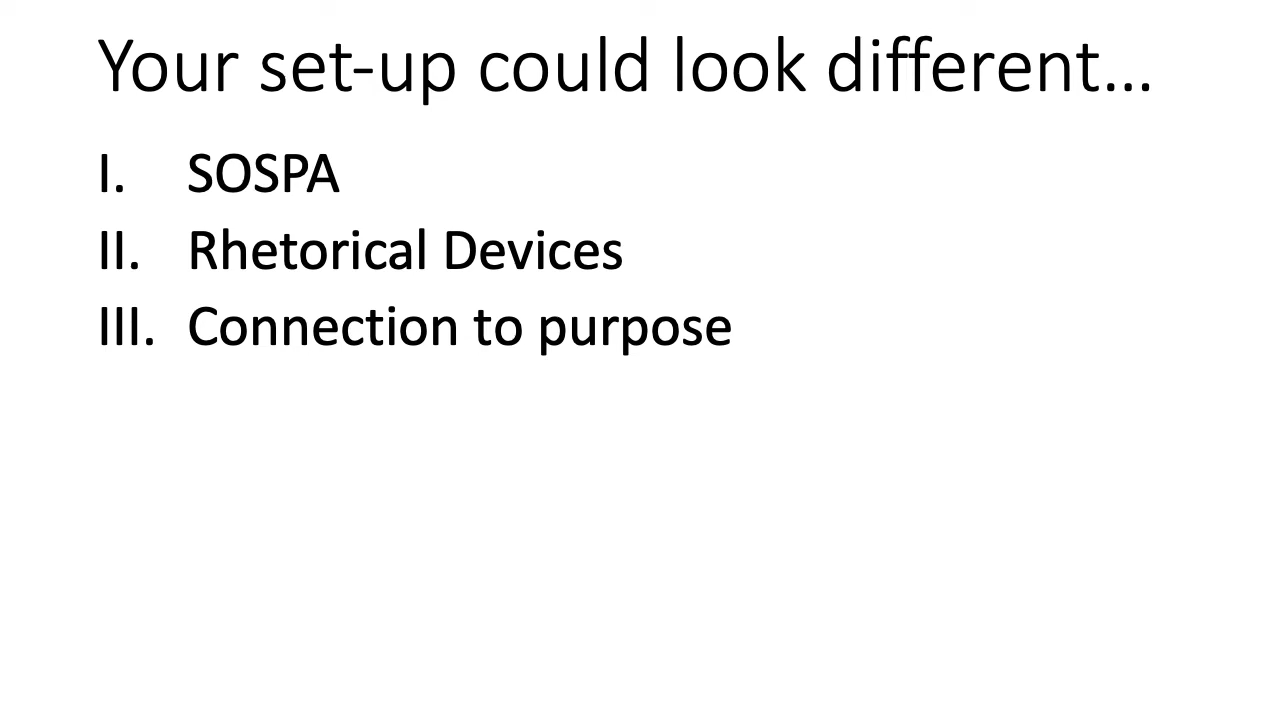 Your set-up could look different...
I. SOSPA
II. Rhetorical Devices
III. Connection to purpose